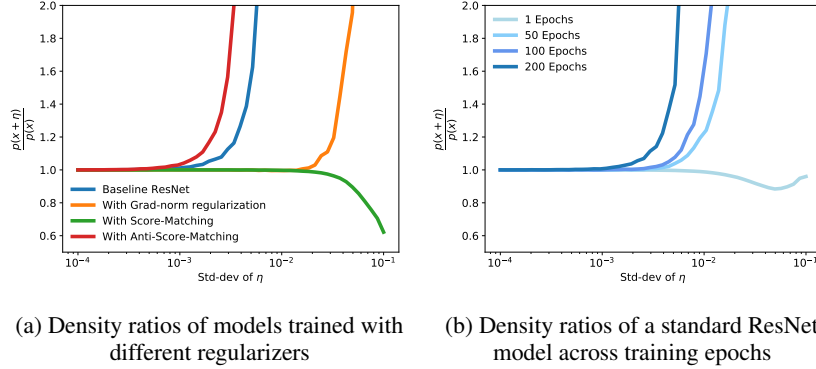 2.0
1.8
1.6
1.4
1.2
1.0
0.8
0.6
p(x + η)
p(x)
Baseline ResNet
With Grad-norm regularization
With Score-Matching
With Anti-Score-Matching
10⁻⁴ 10⁻³ 10⁻² 10⁻¹
Std-dev of η
(a) Density ratios of models trained with
different regularizers
2.0
1.8
1.6
1.4
1.2
1.0
0.8
0.6
p(x + η)
p(x)
1 Epochs
50 Epochs
100 Epochs
200 Epochs
10⁻⁴ 10⁻³ 10⁻² 10⁻¹
Std-dev of η
(b) Density ratios of a standard ResNet
model across training epochs